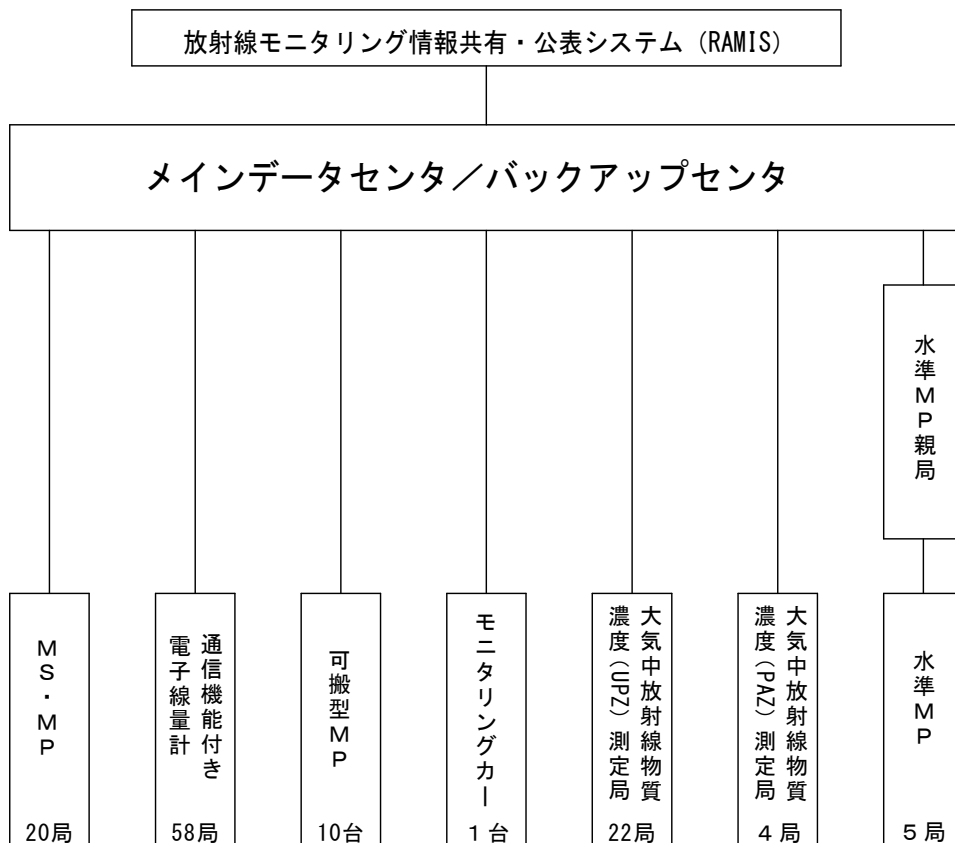 放射線モニタリング情報共有・公表システム（RAMIS）
メインデータセンタ／バックアップセンタ
水準ＭＰ親局
ＭＳ・ＭＰ
20局
通信機能付き
電子線量計
58局
可搬型ＭＰ
10台
モニタリングカー
１台
大気中放射線物質
濃度（UPZ）測定局
22局
大気中放射線物質
濃度（PAZ）測定局
４局
水準ＭＰ
５局